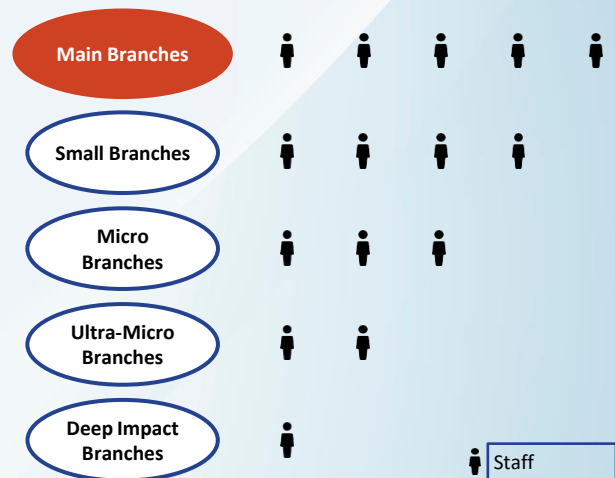 Main Branches
Small Branches
Micro
Branches
Ultra-Micro
Branches
Deep Impact
Branches
Staff